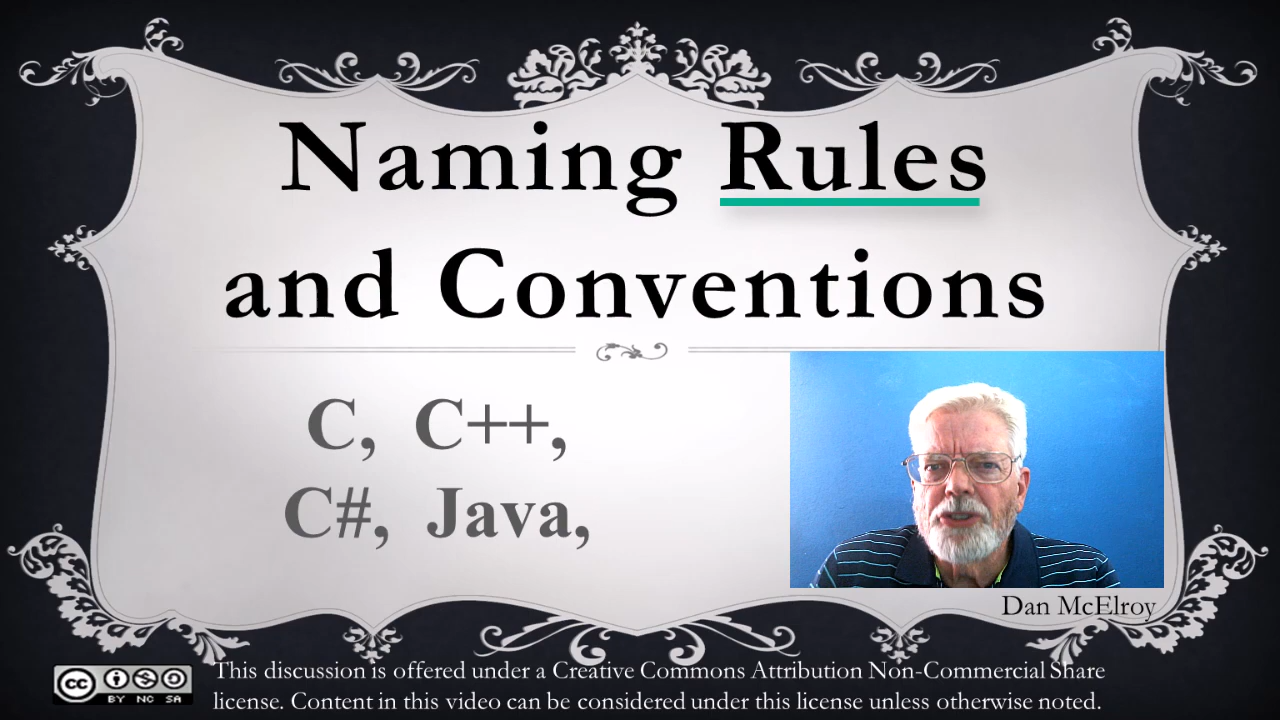 Naming Rules
and Conventions
C, C++,
C#, Java,
Dan McElroy
cc BY NC SA
This discussion is offered under a Creative Commons Attribution Non-Commercial Share
license. Content in this video can be considered under this license unless otherwise noted.